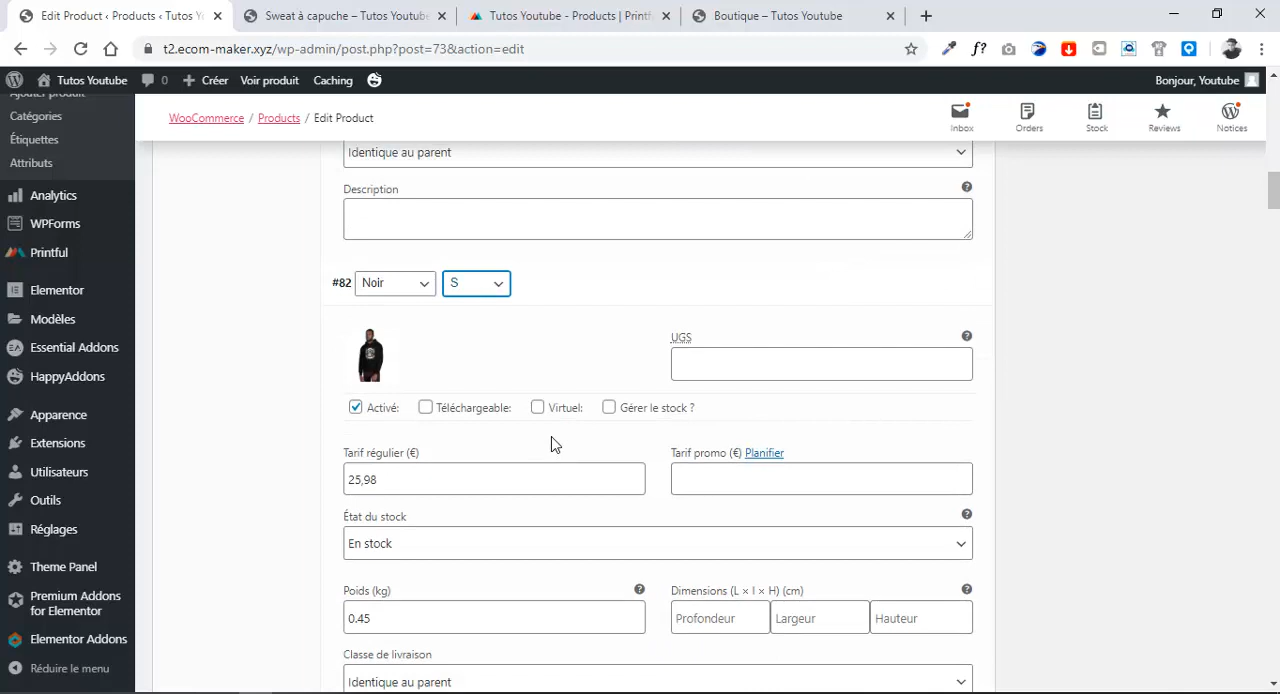 Edit Product ‹ Products ‹ Tutos Yo
Sweat à capuche – Tutos Youtube
Tutos Youtube - Products | Printf
Boutique – Tutos Youtube
t2.ecom-maker.xyz/wp-admin/post.php?post=73&action=edit
Tutos Youtube
0
Créer
Voir produit
Caching
Bonjour, Youtube
Ajouter produit
Catégories
Étiquettes
Attributs
Analytics
WPForms
Printful
Elementor
Modèles
Essential Addons
HappyAddons
Apparence
Extensions
Utilisateurs
Outils
Réglages
Theme Panel
Premium Addons
for Elementor
Elementor Addons
Réduire le menu
WooCommerce / Products / Edit Product
Inbox
Orders
Stock
Reviews
Notices
Identique au parent
Description
#82 Noir S
UGS
Activé: Téléchargeable: Virtuel: Gérer le stock ?
Tarif régulier (€)
Tarif promo (€) Planifier
25,98
État du stock
En stock
Poids (kg)
Dimensions (L × l × H) (cm)
0.45
Profondeur
Largeur
Hauteur
Classe de livraison
Identique au parent